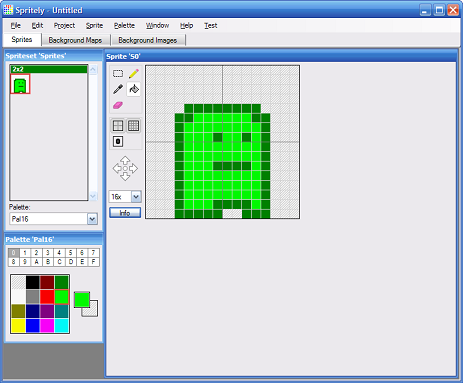 Spritely - Untitled
File Edit Project Sprite Palette Window Help Test
Sprites Background Maps Background Images
Spriteset 'Sprites'
2x2
Palette:
Pal16
Palette 'Pal16'
0 1 2 3 4 5 6 7
8 9 A B C D E F
Sprite 'S0'
0
16x
Info